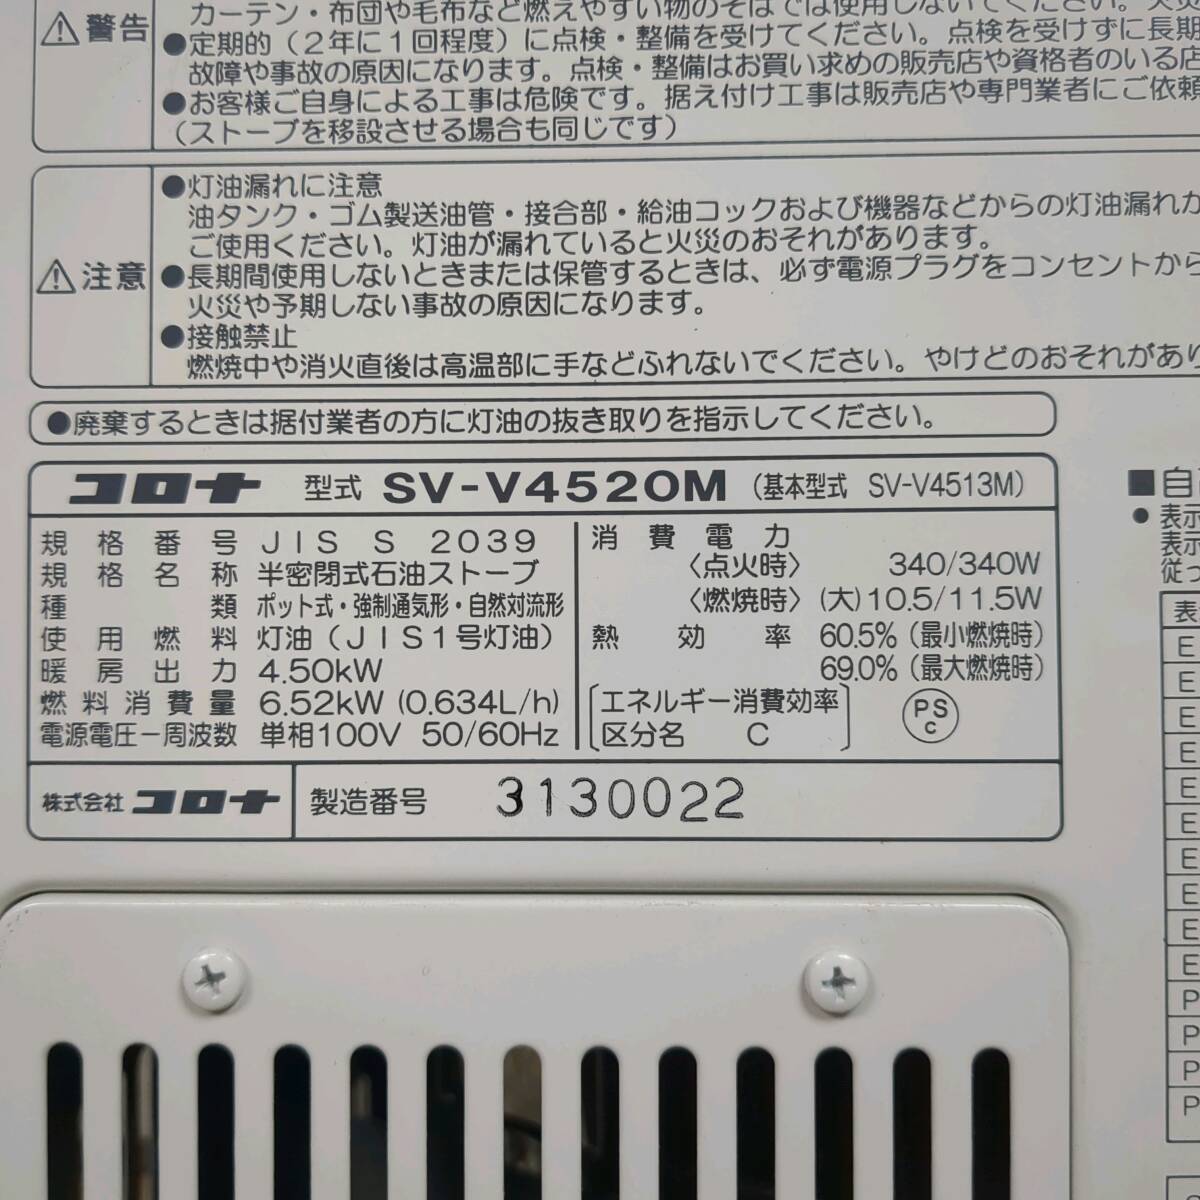 カーテン・布団や毛布など燃えやすい物のそばでは使用しないでください。火災
⚠警告
●定期的（2年に1回程度）に点検・整備を受けてください。点検を受けずに長期
故障や事故の原因になります。点検・整備はお買い求めの販売店や資格者のいる店
●お客様ご自身による工事は危険です。据え付け工事は販売店や専門業者にご依頼
（ストーブを移設させる場合も同じです）
⚠注意
●灯油漏れに注意
油タンク・ゴム製送油管・接合部・給油コックおよび機器などからの灯油漏れが
ご使用ください。灯油が漏れていると火災のおそれがあります。
●長期間使用しないときまたは保管するときは、必ず電源プラグをコンセントから
火災や予期しない事故の原因になります。
●接触禁止
燃焼中や消火直後は高温部に手などふれないでください。やけどのおそれがあり
●廃棄するときは据付業者の方に灯油の抜き取りを指示してください。
コロナ 型式 SV-V4520M（基本型式 SV-V4513M）
規格番号 JIS S 2039
規格名称 半密閉式石油ストーブ
種類 ポット式・強制通気形・自然対流形
使用燃料 灯油（JIS1号灯油）
暖房出力 4.50kW
燃料消費量 6.52kW (0.634L/h)
電源電圧－周波数 単相100V 50/60Hz
消費電力
〈点火時〉 340/340W
〈燃焼時〉 (大)10.5/11.5W
熱効率 60.5%（最小燃焼時）
69.0%（最大燃焼時）
エネルギー消費効率
区分名 C
PS
C
株式会社 コロナ 製造番号 3130022
■自
●表示
表示
従っ
表
E
E
E
E
E
E
E
E
E
E
P
P
P
P